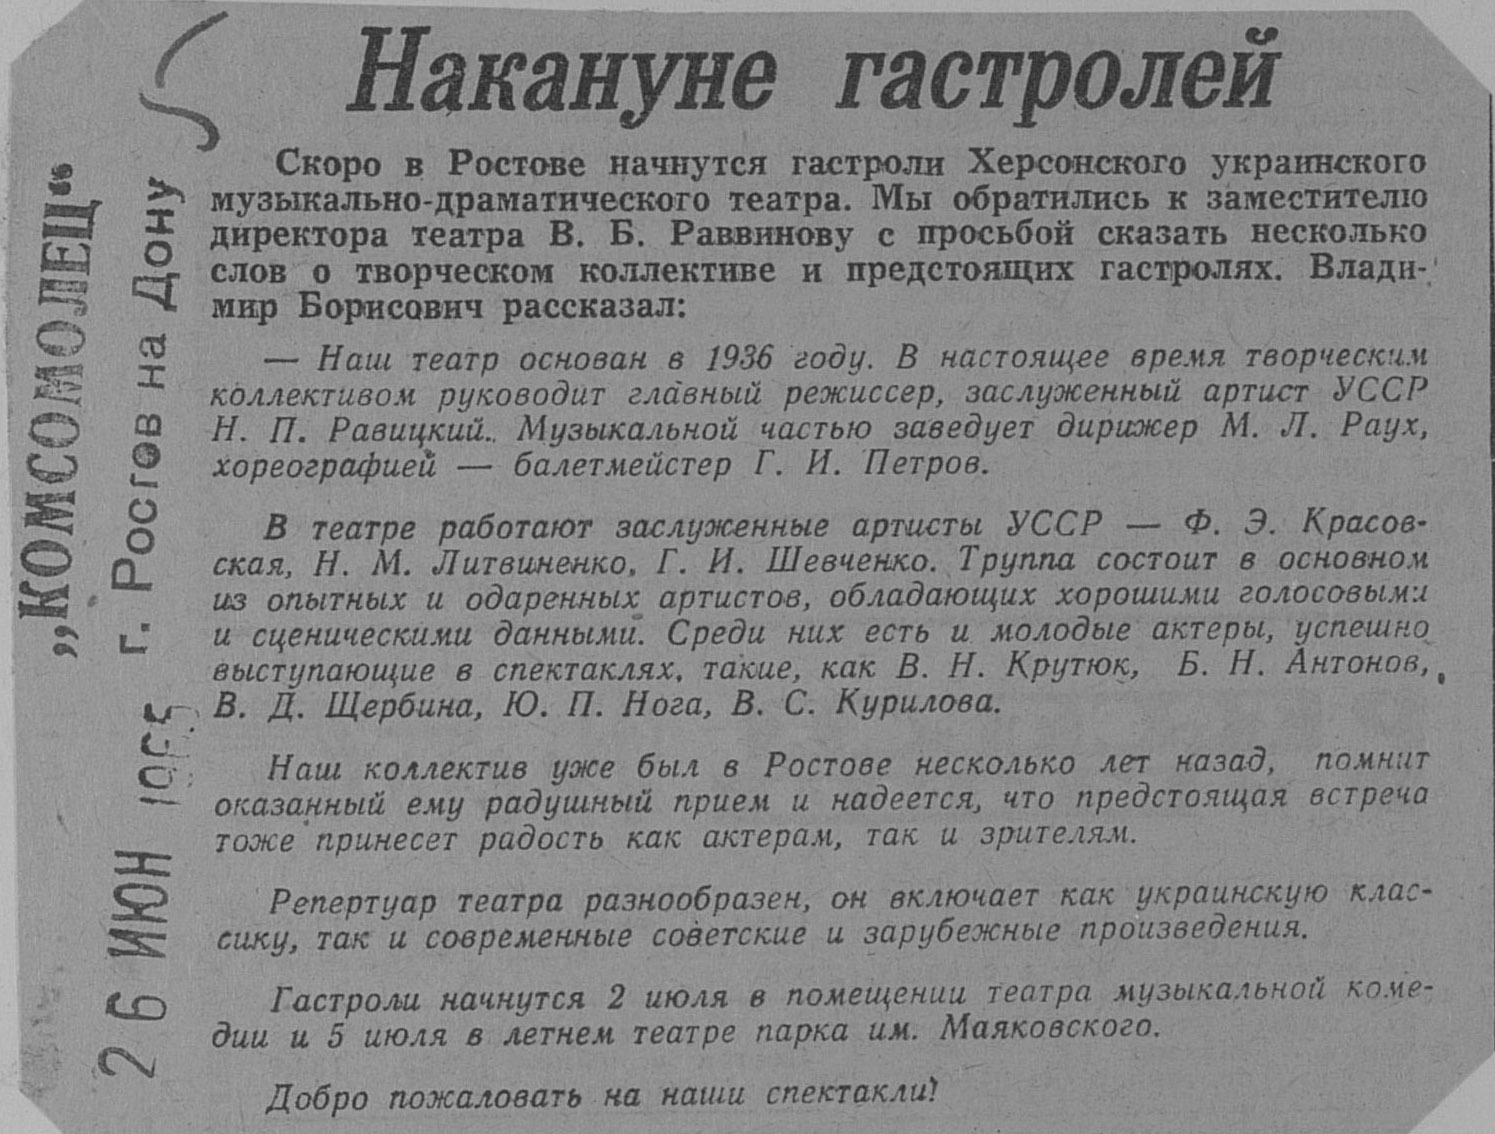 Накануне гастролей
Скоро в Ростове начнутся гастроли Херсонского украинского
музыкально-драматического театра. Мы обратились к заместителю
директора театра В. Б. Раввинову с просьбой сказать несколько
слов о творческом коллективе и предстоящих гастролях. Влади-
мир Борисович рассказал:
— Наш театр основан в 1936 году. В настоящее время творческим
коллективом руководит главный режиссер, заслуженный артист УССР
Н. П. Равицкий. Музыкальной частью заведует дирижер М. Л. Раух,
хореографией — балетмейстер Г. И. Петров.
В театре работают заслуженные артисты УССР — Ф. Э. Красов-
ская, Н. М. Литвиненко, Г. И. Шевченко. Труппа состоит в основном
из опытных и одаренных артистов, обладающих хорошими голосовыми
и сценическими данными. Среди них есть и молодые актеры, успешно
выступающие в спектаклях, такие, как В. Н. Крутюк, Б. Н. Антонов,
В. Д. Щербина, Ю. П. Нога, В. С. Курилова.
Наш коллектив уже был в Ростове несколько лет назад, помнит
оказанный ему радушный прием и надеется, что предстоящая встреча
тоже принесет радость как актерам, так и зрителям.
Репертуар театра разнообразен, он включает как украинскую клас-
сику, так и современные советские и зарубежные произведения.
Гастроли начнутся 2 июля в помещении театра музыкальной коме-
дии и 5 июля в летнем театре парка им. Маяковского.
Добро пожаловать на наши спектакли!
„КОМСОМОЛЕЦ“
г. Ростов на Дону
26 ИЮН